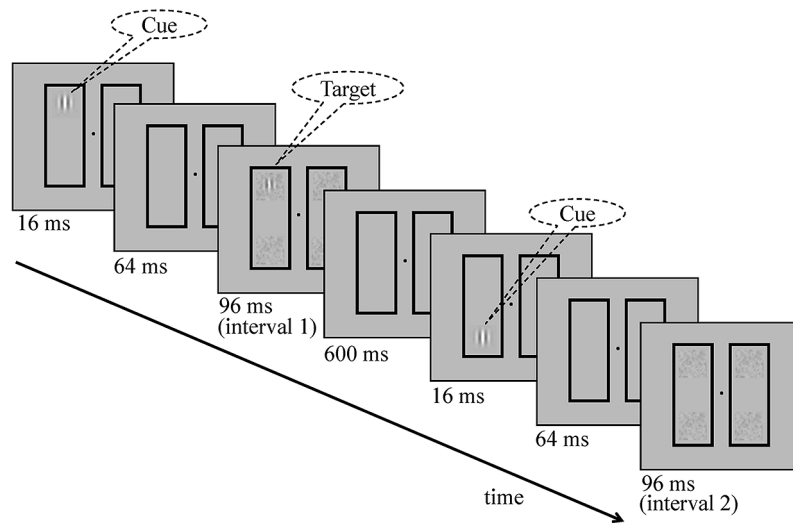 Cue
Target
16 ms
64 ms
96 ms
(interval 1)
600 ms
Cue
16 ms
64 ms
96 ms
(interval 2)
time